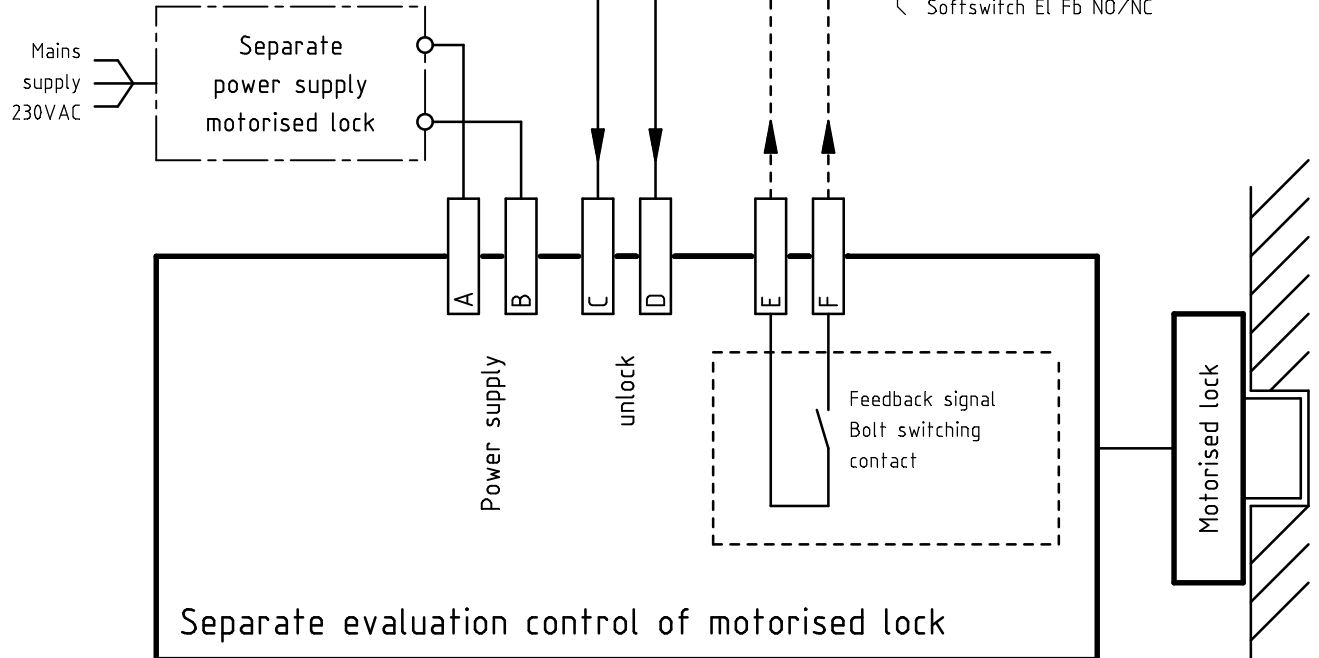 Softswitch El Fb NO/NC
Mains
supply
230VAC
Separate
power supply
motorised lock
A
B
C
D
E
F
Power supply
unlock
Feedback signal
Bolt switching
contact
Motorised lock
Separate evaluation control of motorised lock